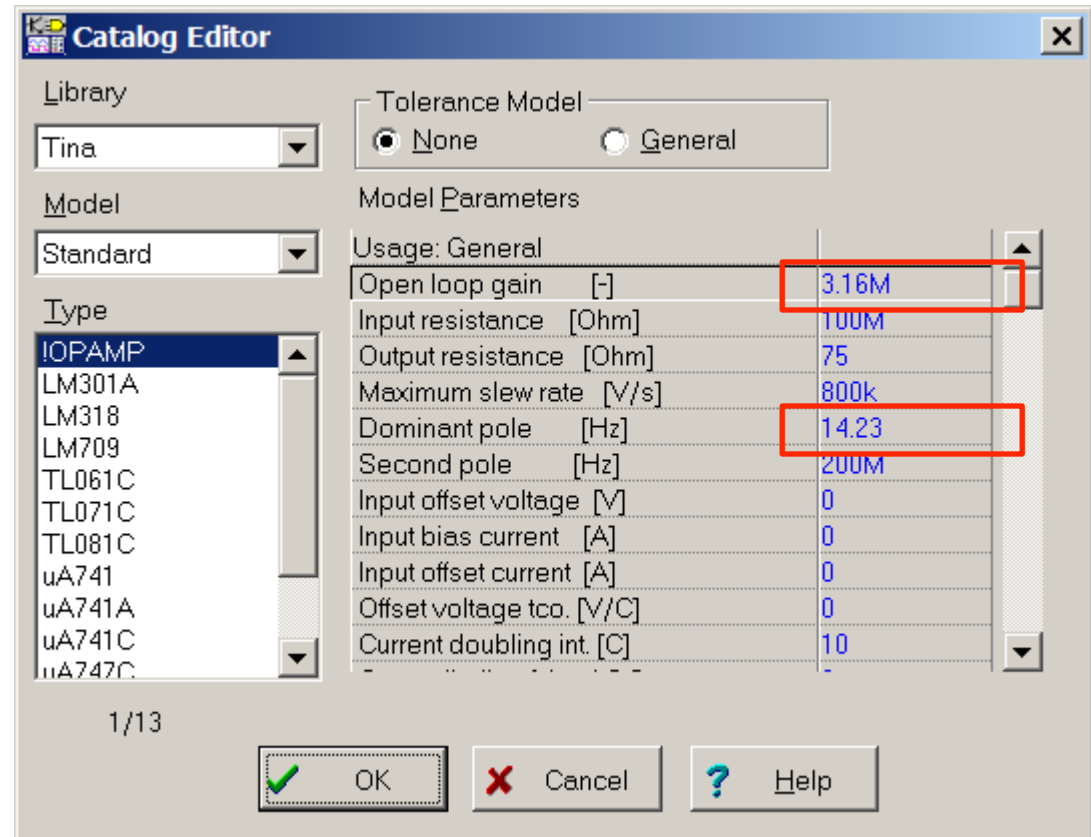 Catalog Editor
Library
Tina
Model
Standard
Type
!OPAMP
LM301A
LM318
LM709
TL061C
TL071C
TL081C
uA741
uA741A
uA741C
uA747C
1/13
Tolerance Model
None General
Model Parameters
Usage: General
Open loop gain [-] 3.16M
Input resistance [Ohm] 100M
Output resistance [Ohm] 75
Maximum slew rate [V/s] 800k
Dominant pole [Hz] 14.23
Second pole [Hz] 200M
Input offset voltage [V] 0
Input bias current [A] 0
Input offset current [A] 0
Offset voltage tco. [V/C] 0
Current doubling int. [C] 10
OK Cancel Help